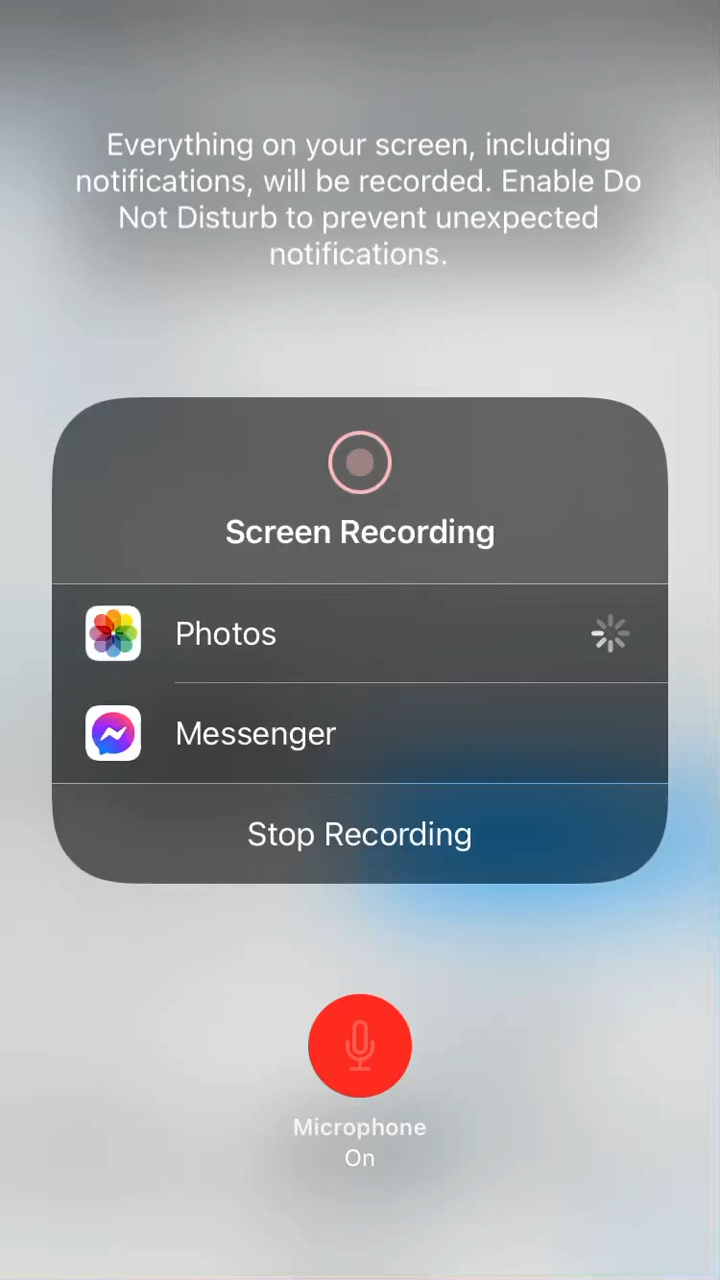 Everything on your screen, including
notifications, will be recorded. Enable Do
Not Disturb to prevent unexpected
notifications.
Screen Recording
Photos
Messenger
Stop Recording
Microphone
On